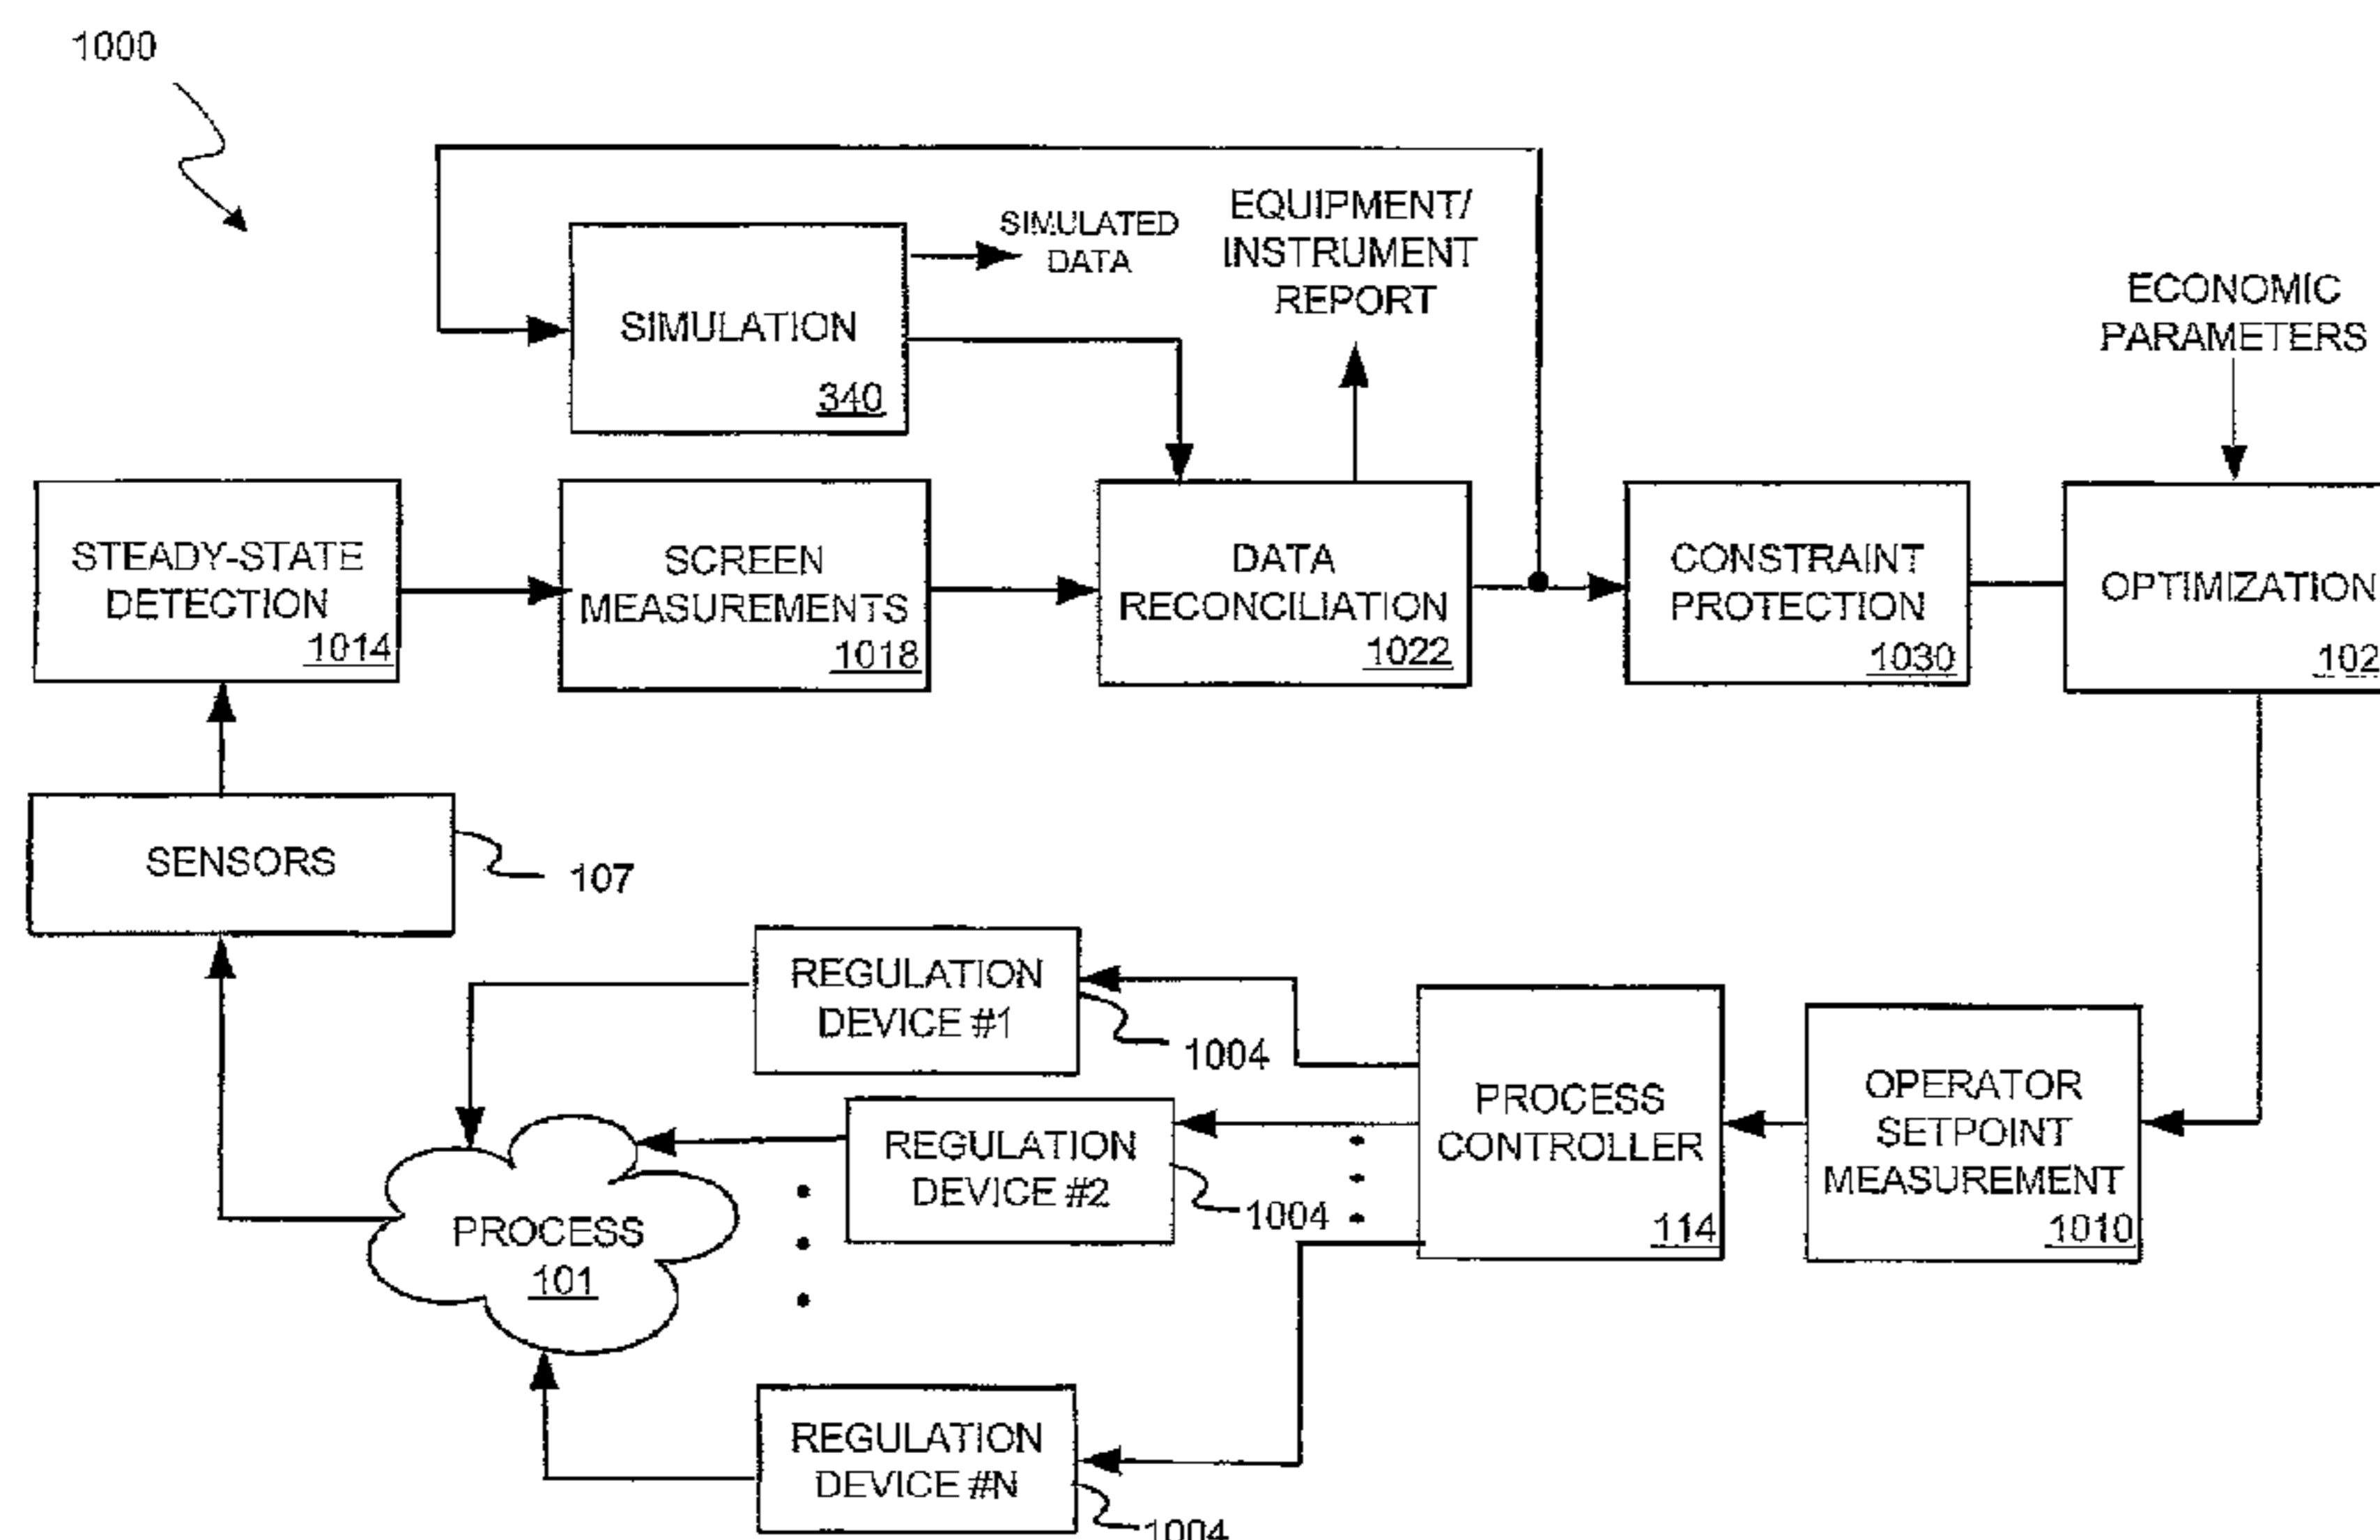 1000
SIMULATION
340
SIMULATED
DATA
EQUIPMENT/
INSTRUMENT
REPORT
ECONOMIC
PARAMETERS
STEADY-STATE
DETECTION
1014
SCREEN
MEASUREMENTS
1018
DATA
RECONCILIATION
1022
CONSTRAINT
PROTECTION
1030
OPTIMIZATION
102
SENSORS
107
REGULATION
DEVICE #1
1004
REGULATION
DEVICE #2
1004
PROCESS
CONTROLLER
114
OPERATOR
SETPOINT
MEASUREMENT
1010
PROCESS
101
REGULATION
DEVICE #N
1004